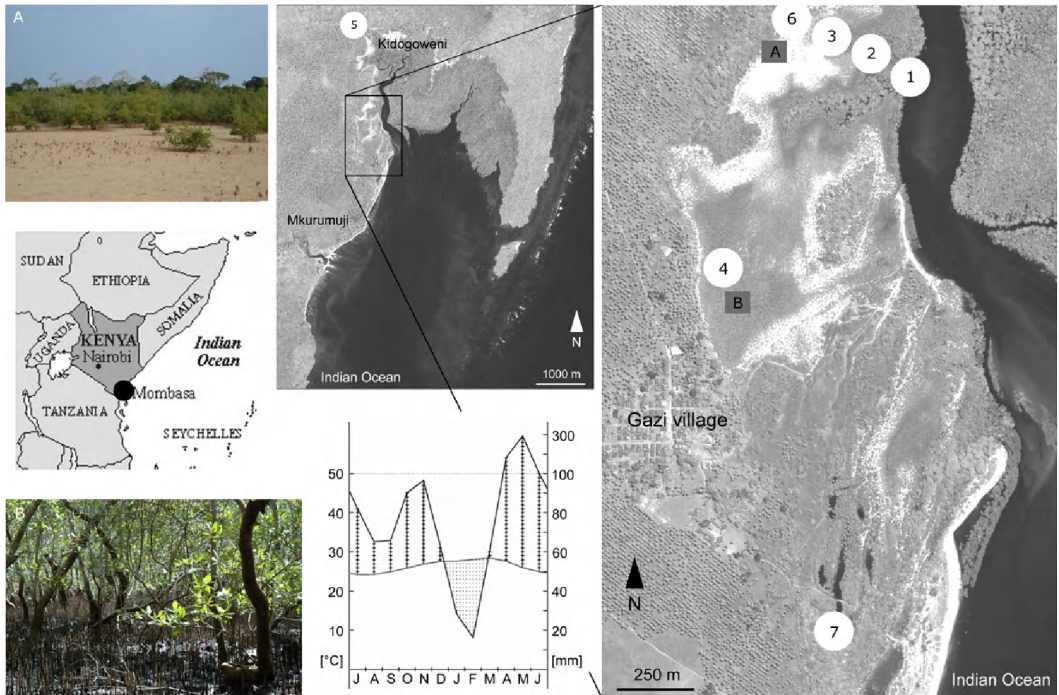 A
SUDAN
ETHIOPIA
SOMALIA
UGANDA
KENYA
Nairobi
Indian
Ocean
Mombasa
TANZANIA
SEYCHELLES
B
5
Kidogoweni
Mkurumuji
N
Indian Ocean
1000 m
50
40
30
20
10
[°C]
300
100
80
60
40
20
[mm]
J A S O N D J F M A M J
6
3
2
A
1
4
B
Gazi village
N
7
250 m
Indian Ocean